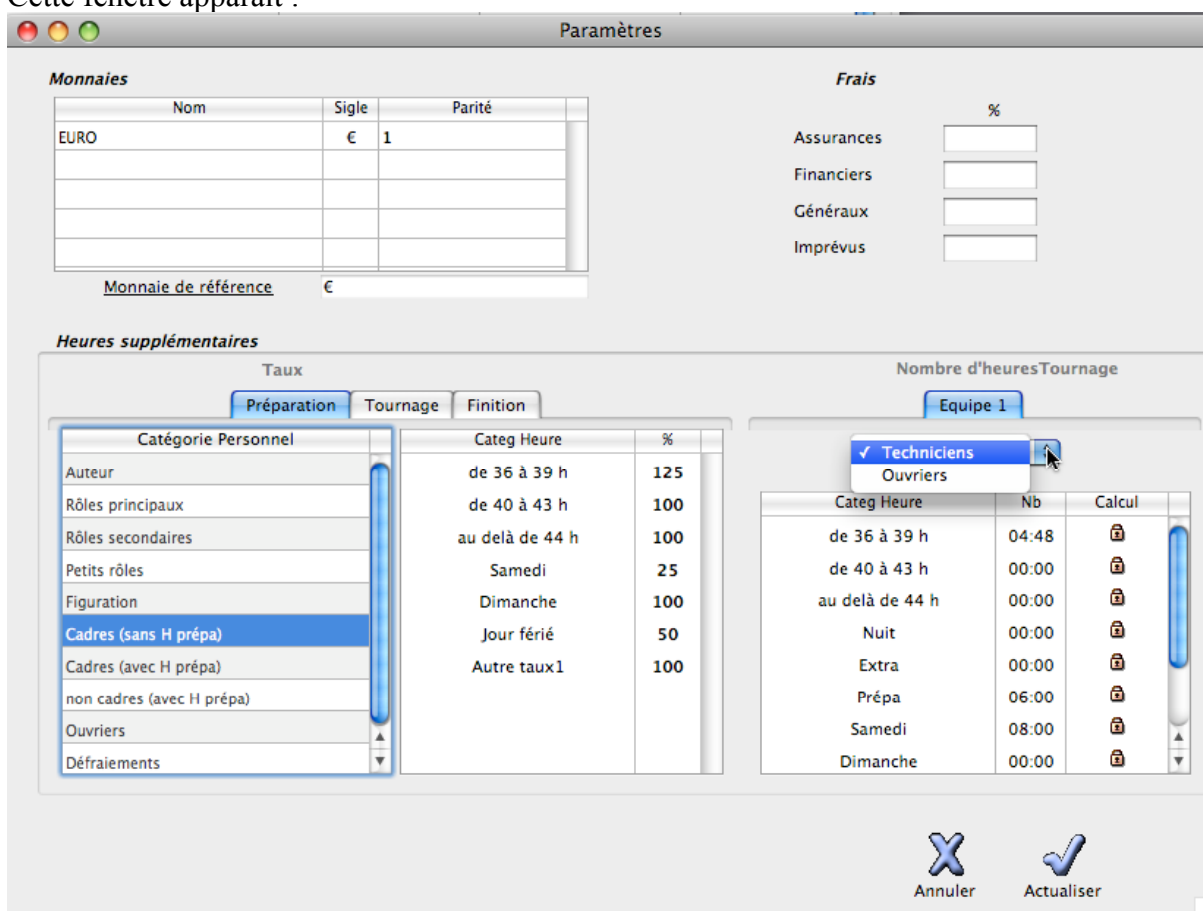 Cette fenêtre apparaît :
Paramètres
Monnaies
Nom Sigle Parité
EURO € 1
Monnaie de référence €
Frais
%
Assurances
Financiers
Généraux
Imprévus
Heures supplémentaires
Taux
Préparation Tournage Finition
Catégorie Personnel
Auteur
Rôles principaux
Rôles secondaires
Petits rôles
Figuration
Cadres (sans H prépa)
Cadres (avec H prépa)
non cadres (avec H prépa)
Ouvriers
Défraiements
Categ Heure %
de 36 à 39 h 125
de 40 à 43 h 100
au delà de 44 h 100
Samedi 25
Dimanche 100
Jour férié 50
Autre taux1 100
Nombre d'heuresTournage
Equipe 1
✓ Techniciens
Ouvriers
Categ Heure Nb Calcul
de 36 à 39 h 04:48
de 40 à 43 h 00:00
au delà de 44 h 00:00
Nuit 00:00
Extra 00:00
Prépa 06:00
Samedi 08:00
Dimanche 00:00
Annuler Actualiser